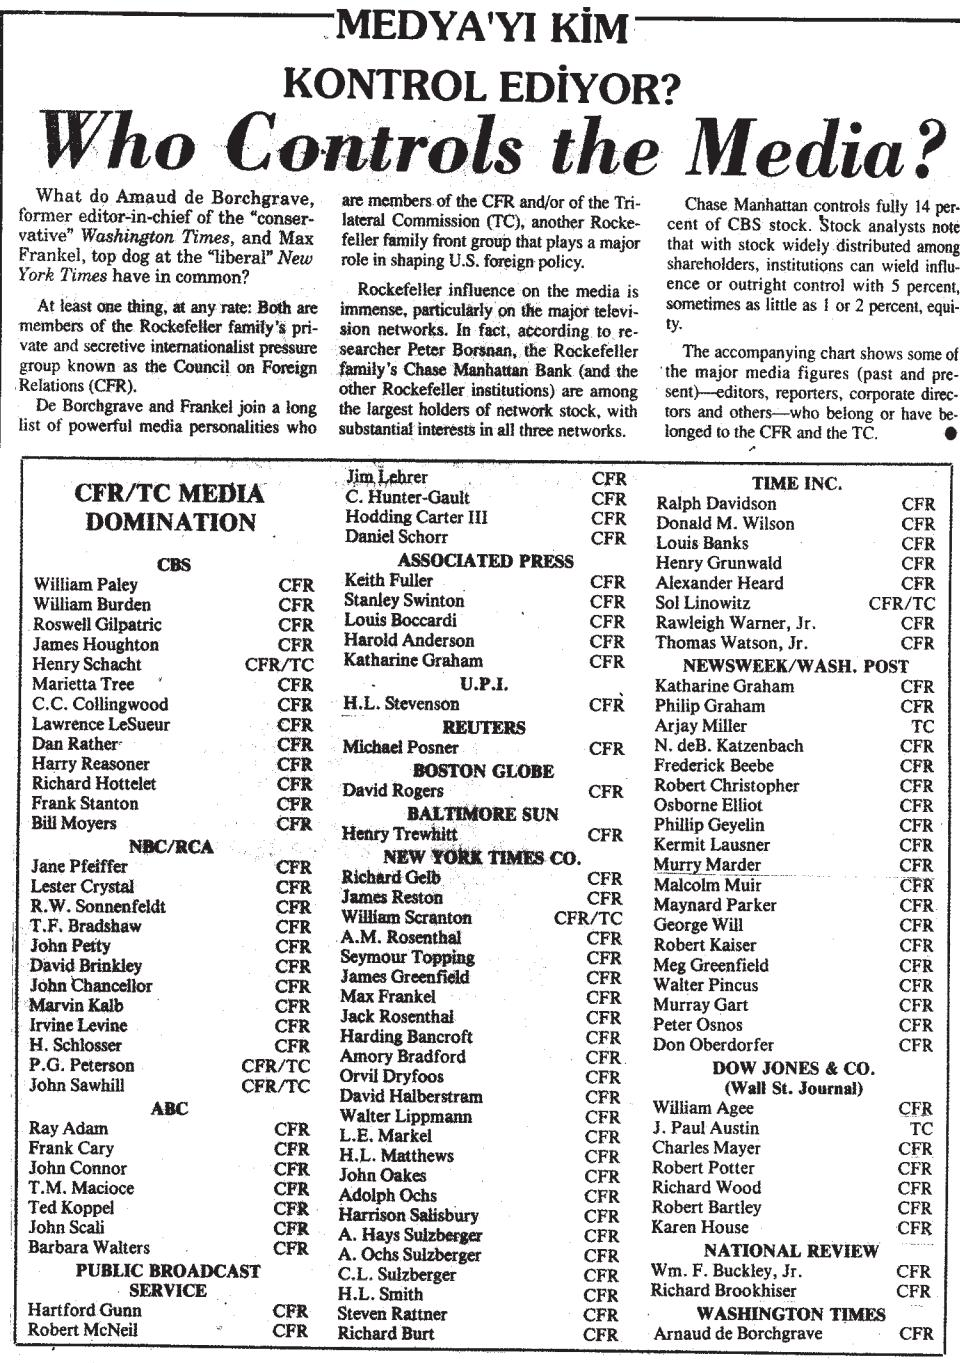 MEDYA'YI KİM
KONTROL EDİYOR?
Who Controls the Media?
What do Arnaud de Borchgrave,
former editor-in-chief of the "conser-
vative" Washington Times, and Max
Frankel, top dog at the "liberal" New
York Times have in common?
At least one thing, at any rate: Both are
members of the Rockefeller family's pri-
vate and secretive internationalist pressure
group known as the Council on Foreign
Relations (CFR).
De Borchgrave and Frankel join a long
list of powerful media personalities who
are members of the CFR and/or of the Tri-
lateral Commission (TC), another Rocke-
feller family front group that plays a major
role in shaping U.S. foreign policy.
Rockefeller influence on the media is
immense, particularly on the major televi-
sion networks. In fact, according to re-
searcher Peter Borsnan, the Rockefeller
family's Chase Manhattan Bank (and the
other Rockefeller institutions) are among
the largest holders of network stock, with
substantial interests in all three networks.
Chase Manhattan controls fully 14 per-
cent of CBS stock. Stock analysts note
that with stock widely distributed among
shareholders, institutions can wield influ-
ence or outright control with 5 percent,
sometimes as little as 1 or 2 percent, equi-
ty.
The accompanying chart shows some of
the major media figures (past and pre-
sent)—editors, reporters, corporate direc-
tors and others—who belong or have be-
longed to the CFR and the TC.
CFR/TC MEDIA
DOMINATION
CBS
William Paley CFR
William Burden CFR
Roswell Gilpatric CFR
James Houghton CFR
Henry Schacht CFR/TC
Marietta Tree CFR
C.C. Collingwood CFR
Lawrence LeSueur CFR
Dan Rather CFR
Harry Reasoner CFR
Richard Hottelet CFR
Frank Stanton CFR
Bill Moyers CFR
NBC/RCA
Jane Pfeiffer CFR
Lester Crystal CFR
R.W. Sonnenfeldt CFR
T.F. Bradshaw CFR
John Petty CFR
David Brinkley CFR
John Chancellor CFR
Marvin Kalb CFR
Irvine Levine CFR
H. Schlosser CFR
P.G. Peterson CFR/TC
John Sawhill CFR/TC
ABC
Ray Adam CFR
Frank Cary CFR
John Connor CFR
T.M. Macioce CFR
Ted Koppel CFR
John Scali CFR
Barbara Walters CFR
PUBLIC BROADCAST
SERVICE
Hartford Gunn CFR
Robert McNeil CFR
Jim Lehrer CFR
C. Hunter-Gault CFR
Hodding Carter III CFR
Daniel Schorr CFR
ASSOCIATED PRESS
Keith Fuller CFR
Stanley Swinton CFR
Louis Boccardi CFR
Harold Anderson CFR
Katharine Graham CFR
U.P.I.
H.L. Stevenson CFR
REUTERS
Michael Posner CFR
BOSTON GLOBE
David Rogers CFR
BALTIMORE SUN
Henry Trewhitt CFR
NEW YORK TIMES CO.
Richard Gelb CFR
James Reston CFR
William Scranton CFR/TC
A.M. Rosenthal CFR
Seymour Topping CFR
James Greenfield CFR
Max Frankel CFR
Jack Rosenthal CFR
Harding Bancroft CFR
Amory Bradford CFR
Orvil Dryfoos CFR
David Halberstram CFR
Walter Lippmann CFR
L.E. Markel CFR
H.L. Matthews CFR
John Oakes CFR
Adolph Ochs CFR
Harrison Salisbury CFR
A. Hays Sulzberger CFR
A. Ochs Sulzberger CFR
C.L. Sulzberger CFR
H.L. Smith CFR
Steven Rattner CFR
Richard Burt CFR
TIME INC.
Ralph Davidson CFR
Donald M. Wilson CFR
Louis Banks CFR
Henry Grunwald CFR
Alexander Heard CFR
Sol Linowitz CFR/TC
Rawleigh Warner, Jr. CFR
Thomas Watson, Jr. CFR
NEWSWEEK/WASH. POST
Katharine Graham CFR
Philip Graham CFR
Arjay Miller TC
N. deB. Katzenbach CFR
Frederick Beebe CFR
Robert Christopher CFR
Osborne Elliot CFR
Phillip Geyelin CFR
Kermit Lausner CFR
Murry Marder CFR
Malcolm Muir CFR
Maynard Parker CFR
George Will CFR
Robert Kaiser CFR
Meg Greenfield CFR
Walter Pincus CFR
Murray Gart CFR
Peter Osnos CFR
Don Oberdorfer CFR
DOW JONES & CO.
(Wall St. Journal)
William Agee CFR
J. Paul Austin TC
Charles Mayer CFR
Robert Potter CFR
Richard Wood CFR
Robert Bartley CFR
Karen House CFR
NATIONAL REVIEW
Wm. F. Buckley, Jr. CFR
Richard Brookhiser CFR
WASHINGTON TIMES
Arnaud de Borchgrave CFR